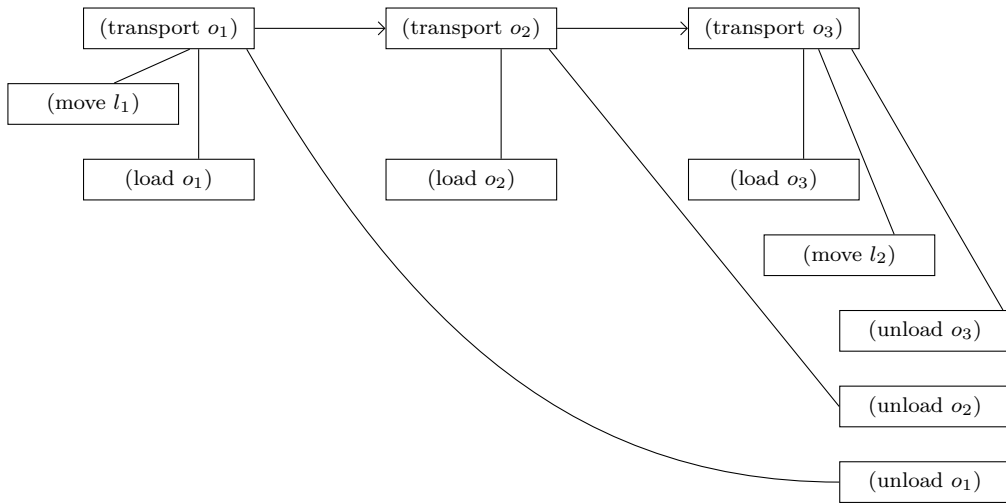 (transport o₁) (transport o₂) (transport o₃)
(move l₁)
(load o₁) (load o₂) (load o₃)
(move l₂)
(unload o₃)
(unload o₂)
(unload o₁)